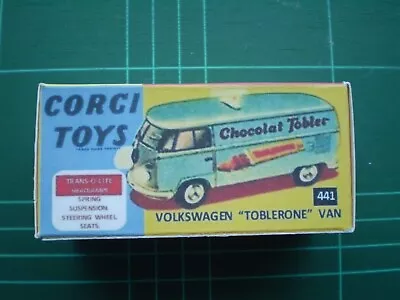 CORGI
TOYS
TRANS-O-LITE
HEADLAMPS
SPRING
SUSPENSION
STEERING WHEEL
SEATS.
Chocolat Tobler
441
VOLKSWAGEN "TOBLERONE" VAN